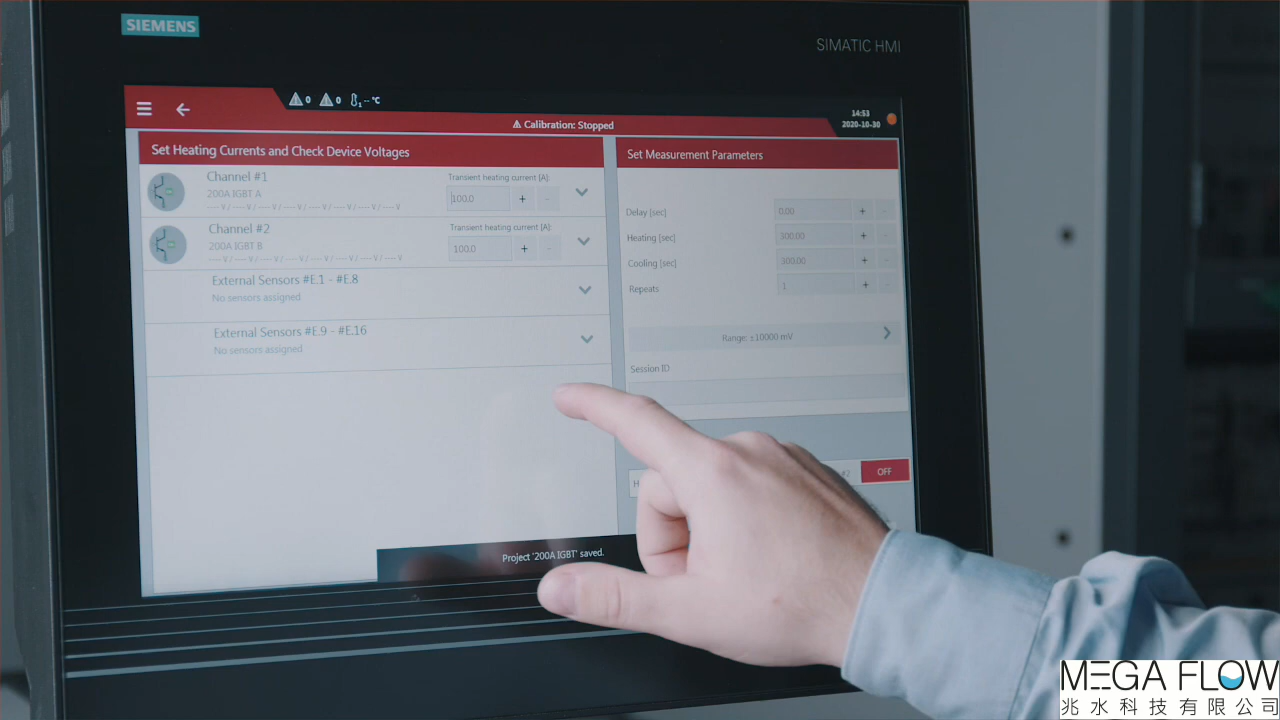 SIEMENS
SIMATIC HMI
0 0 -- °C
14:53
2020-10-30
Calibration: Stopped
Set Heating Currents and Check Device Voltages
Channel #1
200A IGBT A
---- V / ---- V / ---- V / ---- V / ---- V / ---- V / ---- V / ---- V
Transient heating current [A]:
100.0 + -
Channel #2
200A IGBT B
---- V / ---- V / ---- V / ---- V / ---- V / ---- V / ---- V / ---- V
Transient heating current [A]:
100.0 + -
External Sensors #E.1 - #E.8
No sensors assigned
External Sensors #E.9 - #E.16
No sensors assigned
Set Measurement Parameters
Delay [sec] 0.00 + -
Heating [sec] 300.00 + -
Cooling [sec] 300.00 + -
Repeats 1 + -
Range: ±10000 mV
Session ID
H
#2 OFF
Project '200A IGBT' saved.
MEGA FLOW
兆水科技有限公司